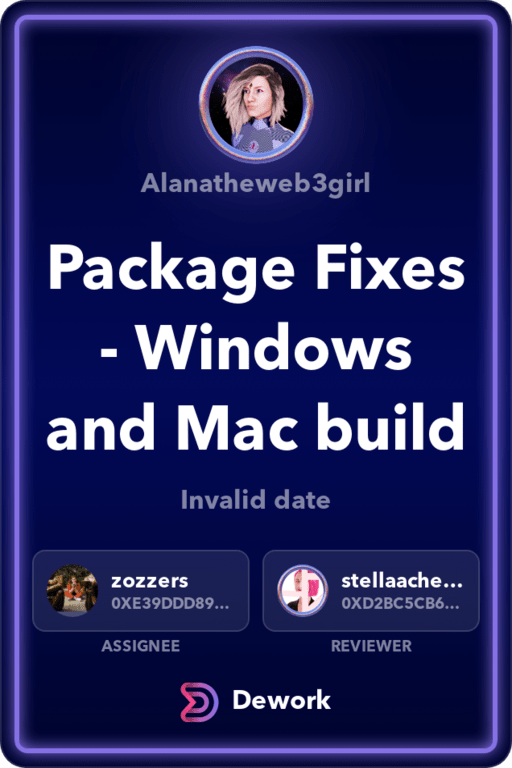 Alanatheweb3girl
Package Fixes
- Windows
and Mac build
Invalid date
zozzers
0XE39DDD89...
ASSIGNEE
stellaache...
0XD2BC5CB6...
REVIEWER
Dework